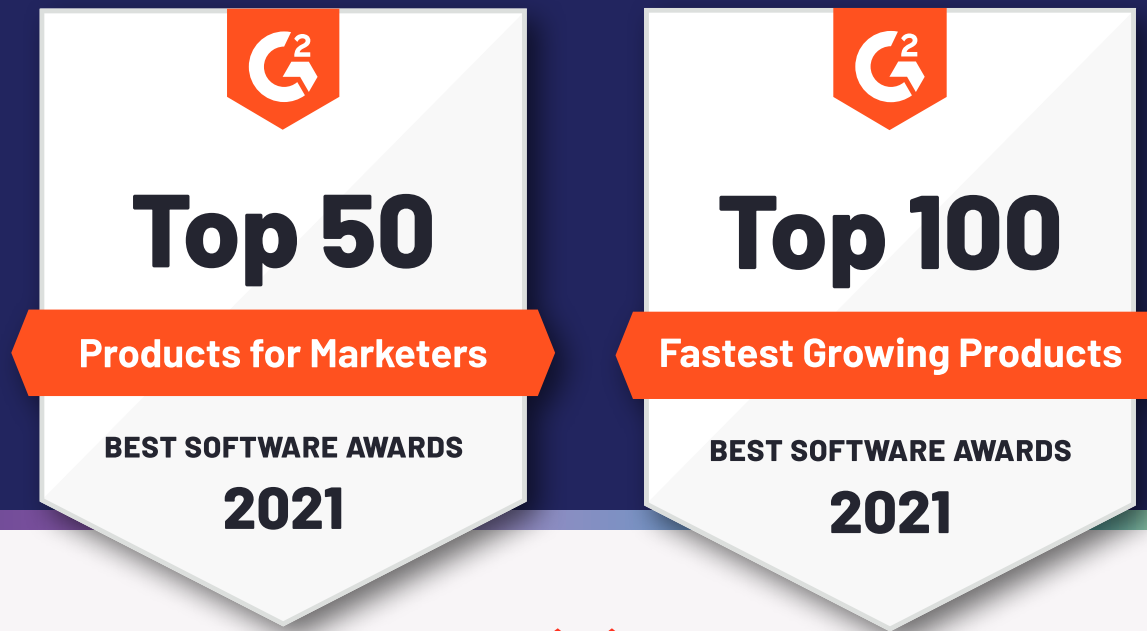 G2
Top 50
Products for Marketers
BEST SOFTWARE AWARDS
2021
G2
Top 100
Fastest Growing Products
BEST SOFTWARE AWARDS
2021